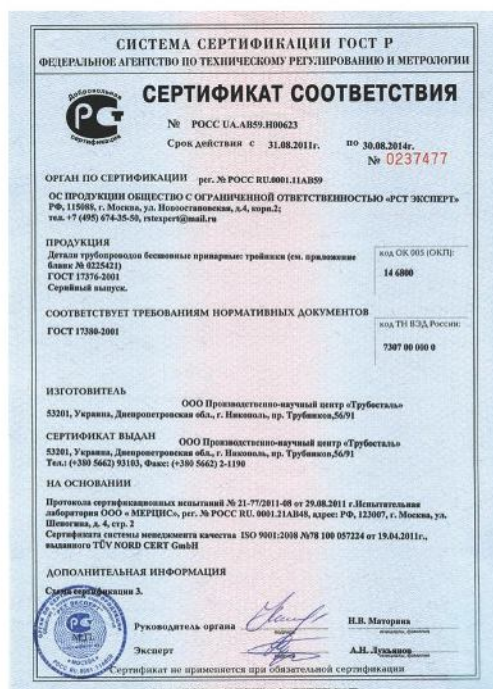 СИСТЕМА СЕРТИФИКАЦИИ ГОСТ Р
ФЕДЕРАЛЬНОЕ АГЕНТСТВО ПО ТЕХНИЧЕСКОМУ РЕГУЛИРОВАНИЮ И МЕТРОЛОГИИ
Добровольная
сертификация
СЕРТИФИКАТ СООТВЕТСТВИЯ
№ РОСС UA.АВ59.Н00623
Срок действия с 31.08.2011г. по 30.08.2014г.
№ 0237477
ОРГАН ПО СЕРТИФИКАЦИИ рег. № РОСС RU.0001.11АВ59
ОС ПРОДУКЦИИ ОБЩЕСТВО С ОГРАНИЧЕННОЙ ОТВЕТСТВЕННОСТЬЮ «РСТ ЭКСПЕРТ»
РФ, 115088, г. Москва, ул. Новоостаповская, д.4, корп.2;
тел. +7 (495) 674-35-50, rstexpert@mail.ru
ПРОДУКЦИЯ
Детали трубопроводов бесшовные приварные: тройники (см. приложение
бланк № 0225421)
ГОСТ 17376-2001
Серийный выпуск.
код ОК 005 (ОКП):
14 6800
СООТВЕТСТВУЕТ ТРЕБОВАНИЯМ НОРМАТИВНЫХ ДОКУМЕНТОВ
ГОСТ 17380-2001
код ТН ВЭД России:
7307 00 000 0
ИЗГОТОВИТЕЛЬ
ООО Производственно-научный центр «Трубосталь»
53201, Украина, Днепропетровская обл., г. Никополь, пр. Трубников,56/91
СЕРТИФИКАТ ВЫДАН
ООО Производственно-научный центр «Трубосталь»
53201, Украина, Днепропетровская обл., г. Никополь, пр. Трубников,56/91
Тел.: (+380 5662) 93103, Факс: (+380 5662) 2-1190
НА ОСНОВАНИИ
Протокола сертификационных испытаний № 21-77/2011-08 от 29.08.2011 г.Испытательная
лаборатория ООО « МЕРЦИС», рег. № РОСС RU. 0001.21АВ48, адрес: РФ, 123007, г. Москва, ул.
Шеногина, д. 4, стр. 2
Сертификата системы менеджмента качества ISO 9001:2008 №78 100 057224 от 19.04.2011г.,
выданного TÜV NORD CERT GmbH
ДОПОЛНИТЕЛЬНАЯ ИНФОРМАЦИЯ
Схема сертификации 3.
Руководитель органа
Н.В. Маторина
Эксперт
А.Н. Лукьянов
Сертификат не применяется при обязательной сертификации